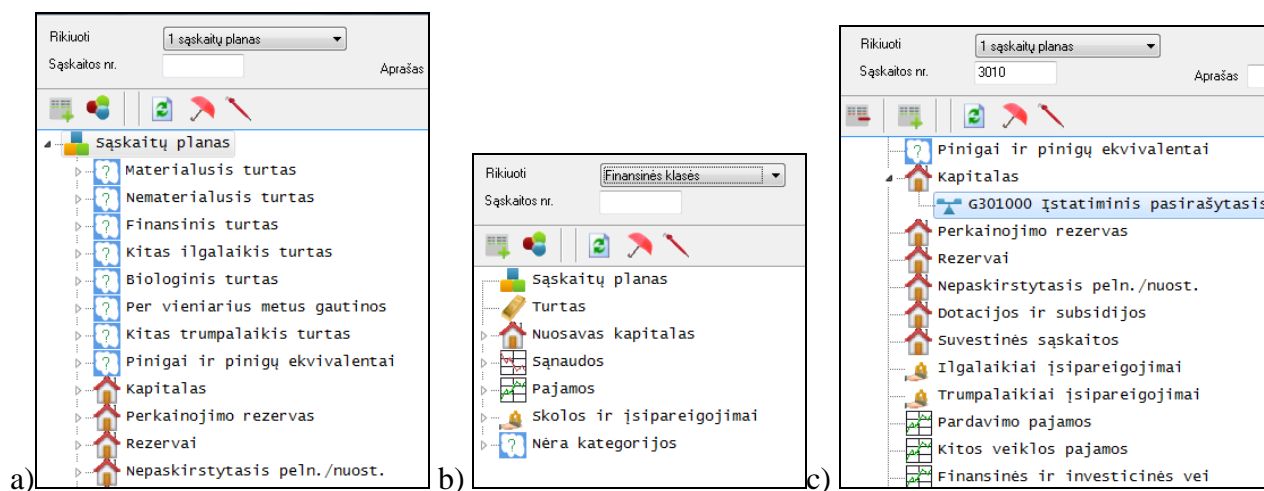 Rikiuoti 1 sąskaitų planas
Sąskaitos nr. Aprašas
Sąskaitų planas
Materialusis turtas
Nematerialusis turtas
Finansinis turtas
Kitas ilgalaikis turtas
Biologinis turtas
Per vieniarius metus gautinos
Kitas trumpalaikis turtas
Pinigai ir pinigų ekvivalentai
Kapitalas
Perkainojimo rezervas
Rezervai
Nepaskirstytasis peln./nuost.
a)
Rikiuoti Finansinės klasės
Sąskaitos nr.
Sąskaitų planas
Turtas
Nuosavas kapitalas
Sąnaudos
Pajamos
Skolos ir įsipareigojimai
Nėra kategorijos
b)
Rikiuoti 1 sąskaitų planas
Sąskaitos nr. 3010 Aprašas
Pinigai ir pinigų ekvivalentai
Kapitalas
G301000 Įstatiminis pasirašytasis
Perkainojimo rezervas
Rezervai
Nepaskirstytasis peln./nuost.
Dotacijos ir subsidijos
Suvestinės sąskaitos
Ilgalaikiai įsipareigojimai
Trumpalaikiai įsipareigojimai
Pardavimo pajamos
Kitos veiklos pajamos
Finansinės ir investicinės vei
c)